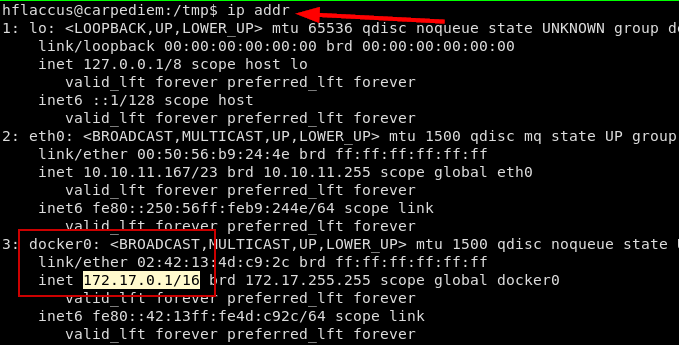 hflaccus@carpediem:/tmp$ ip addr
1: lo: <LOOPBACK,UP,LOWER_UP> mtu 65536 qdisc noqueue state UNKNOWN group
link/loopback 00:00:00:00:00:00 brd 00:00:00:00:00:00
inet 127.0.0.1/8 scope host lo
valid_lft forever preferred_lft forever
inet6 ::1/128 scope host
valid_lft forever preferred_lft forever
2: eth0: <BROADCAST,MULTICAST,UP,LOWER_UP> mtu 1500 qdisc mq state UP group
link/ether 00:50:56:b9:24:4e brd ff:ff:ff:ff:ff:ff
inet 10.10.11.167/23 brd 10.10.11.255 scope global eth0
valid_lft forever preferred_lft forever
inet6 fe80::250:56ff:feb9:244e/64 scope link
valid_lft forever preferred_lft forever
3: docker0: <BROADCAST,MULTICAST,UP,LOWER_UP> mtu 1500 qdisc noqueue state
link/ether 02:42:13:4d:c9:2c brd ff:ff:ff:ff:ff:ff
inet 172.17.0.1/16 brd 172.17.255.255 scope global docker0
valid_lft forever preferred_lft forever
inet6 fe80::42:13ff:fe4d:c92c/64 scope link
valid_lft forever preferred_lft forever